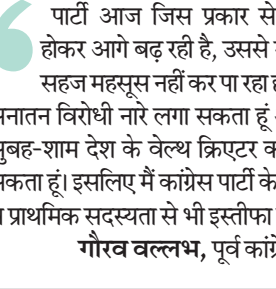 पार्टी आज जिस प्रकार से
होकर आगे बढ़ रही है, उससे
सहज महसूस नहीं कर पा रहा
सनातन विरोधी नारे लगा सकता हूं
सुबह-शाम देश के वेल्थ क्रिएटर
सकता हूं। इसलिए मैं कांग्रेस पार्टी के
प्राथमिक सदस्यता से भी इस्तीफा
गौरव वल्लभ, पूर्व कांग्रे